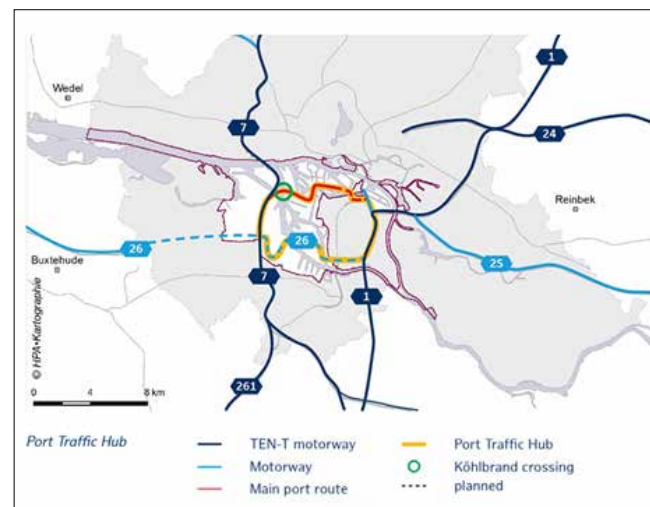 1
7
24
Wedel
Reinbek
26
26
25
Buxtehude
7
1
© HPA•Kartographie
261
0 4 8 km
Port Traffic Hub
TEN-T motorway
Motorway
Main port route
Port Traffic Hub
Köhlbrand crossing
planned